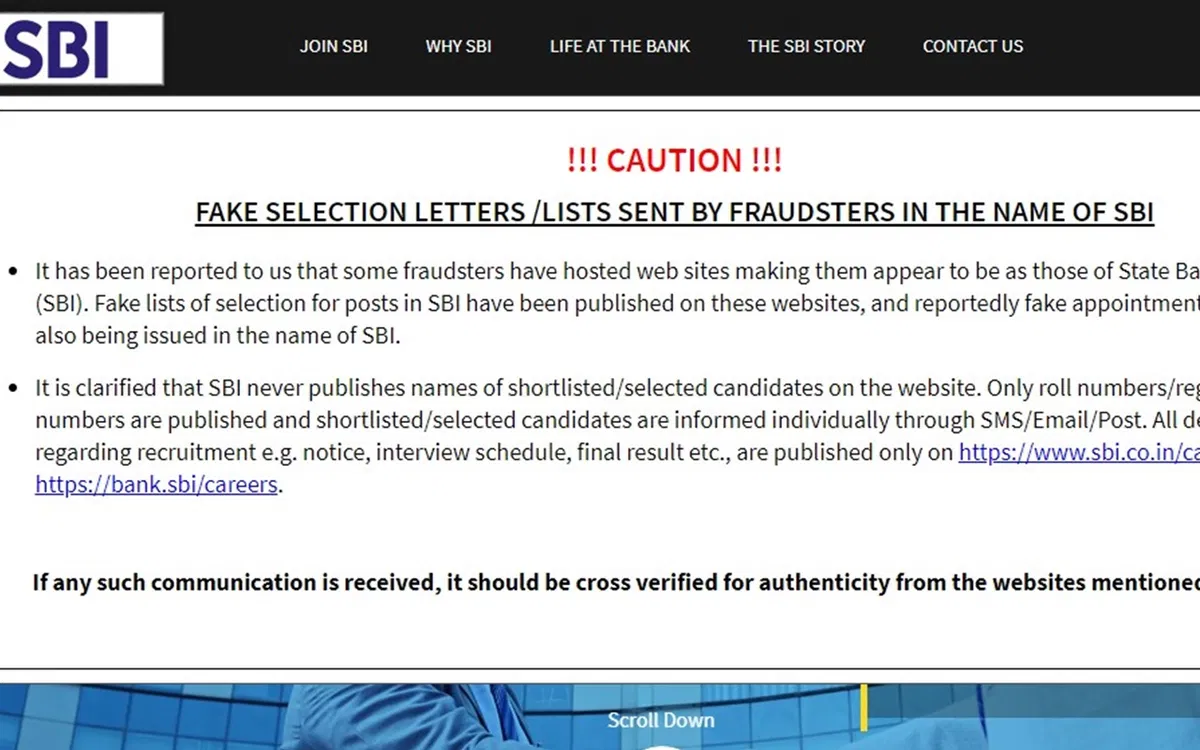 SBI
JOIN SBI WHY SBI LIFE AT THE BANK THE SBI STORY CONTACT US
!!! CAUTION !!!
FAKE SELECTION LETTERS /LISTS SENT BY FRAUDSTERS IN THE NAME OF SBI
• It has been reported to us that some fraudsters have hosted web sites making them appear to be as those of State Ba
(SBI). Fake lists of selection for posts in SBI have been published on these websites, and reportedly fake appointment
also being issued in the name of SBI.
• It is clarified that SBI never publishes names of shortlisted/selected candidates on the website. Only roll numbers/reg
numbers are published and shortlisted/selected candidates are informed individually through SMS/Email/Post. All de
regarding recruitment e.g. notice, interview schedule, final result etc., are published only on https://www.sbi.co.in/ca
https://bank.sbi/careers.
If any such communication is received, it should be cross verified for authenticity from the websites mentioned
Scroll Down